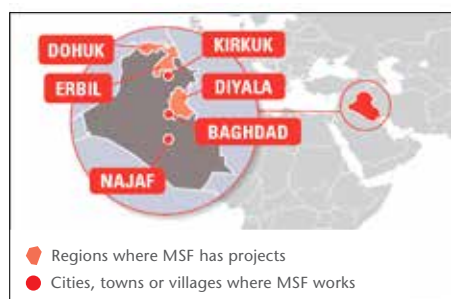 DOHUK
KIRKUK
ERBIL
DIYALA
BAGHDAD
NAJAF
Regions where MSF has projects
Cities, towns or villages where MSF works